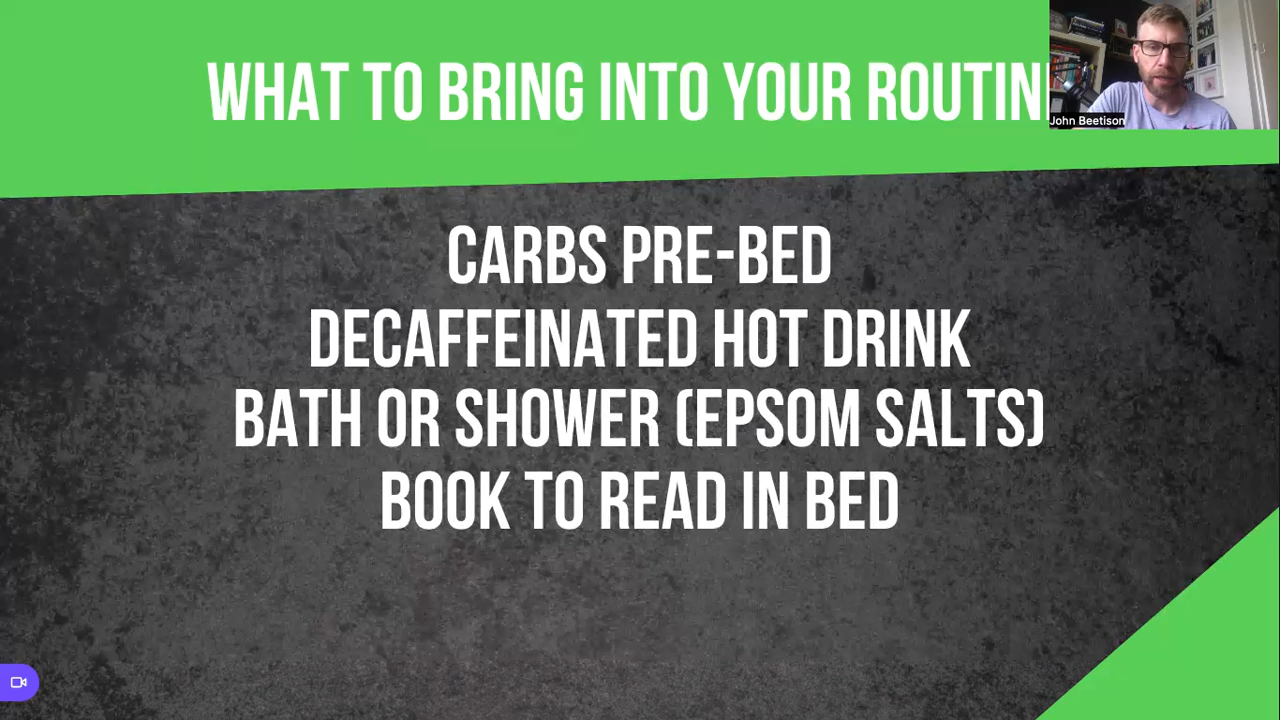 WHAT TO BRING INTO YOUR ROUTIN
John Beetison
CARBS PRE-BED
DECAFFEINATED HOT DRINK
BATH OR SHOWER (EPSOM SALTS)
BOOK TO READ IN BED